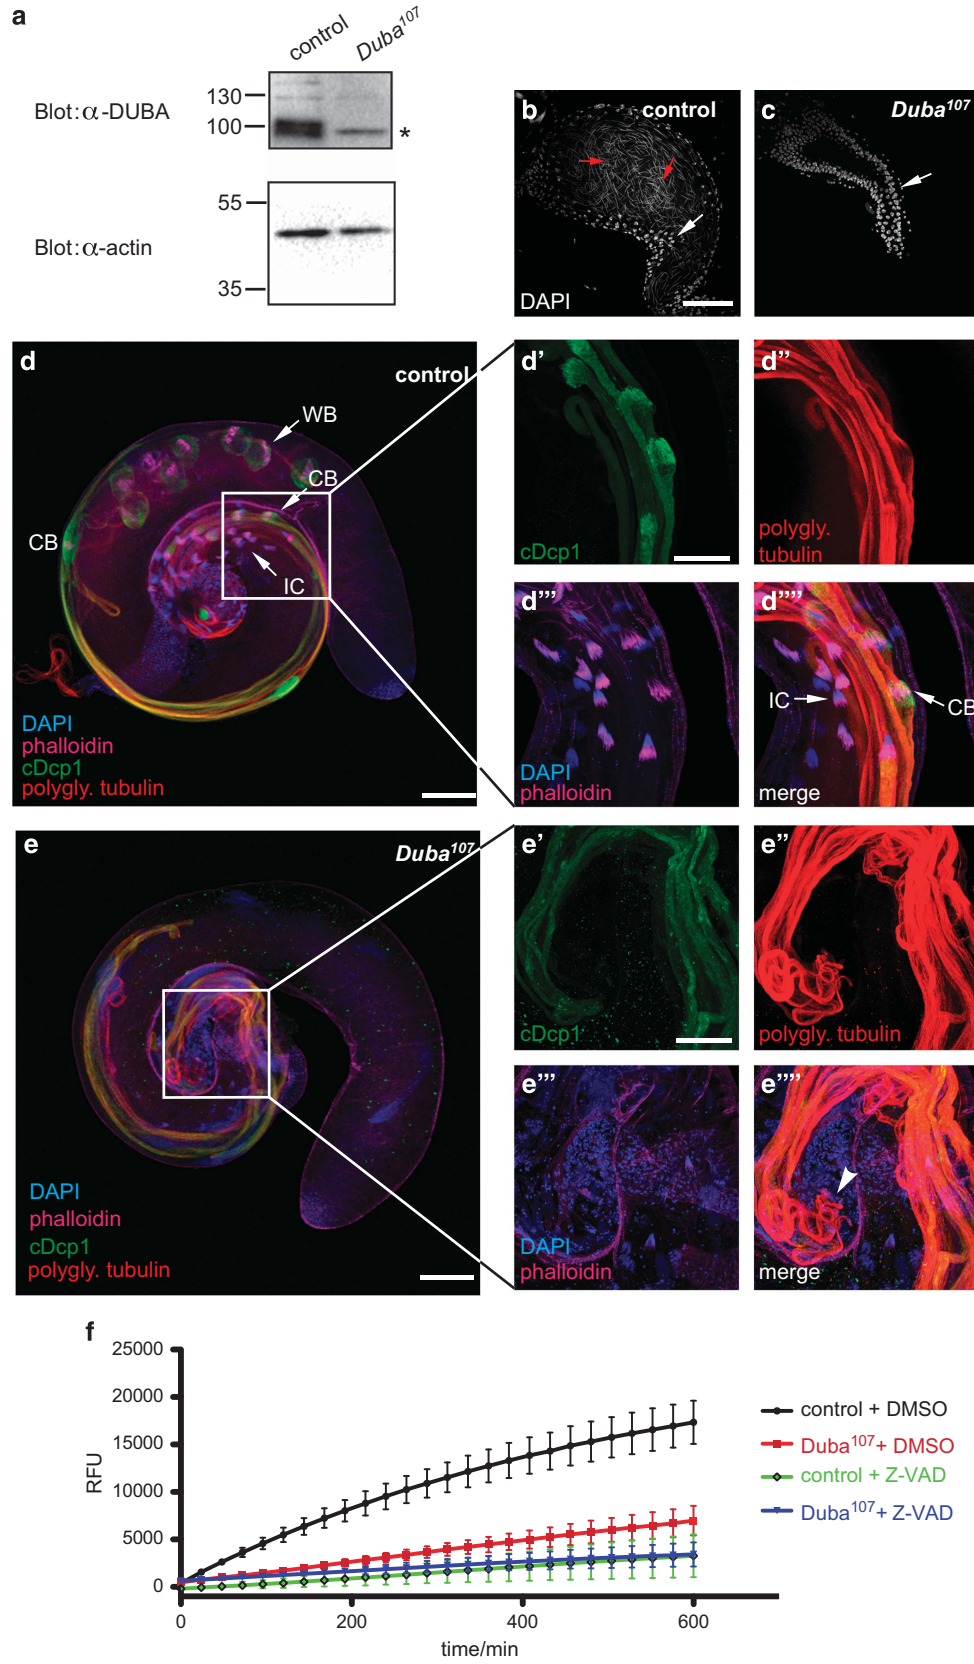 a
control
Duba107
Blot:α-DUBA
130
100
*
Blot:α-actin
55
35
b
control
DAPI
c
Duba107
d
control
WB
CB
CB
IC
DAPI
phalloidin
cDcp1
polygly. tubulin
d’
cDcp1
d’’
polygly.
tubulin
d’’’
DAPI
phalloidin
d’’’’
IC
CB
merge
e
Duba107
DAPI
phalloidin
cDcp1
polygly. tubulin
e’
cDcp1
e’’
polygly. tubulin
e’’’
DAPI
phalloidin
e’’’’
merge
f
25000
20000
15000
10000
5000
0
RFU
0
200
400
600
time/min
control + DMSO
Duba107+ DMSO
control + Z-VAD
Duba107+ Z-VAD